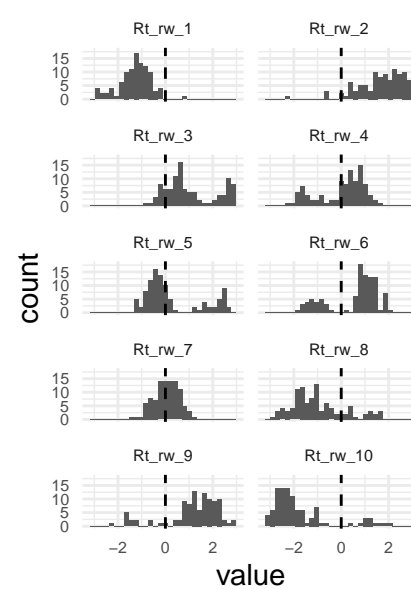 Rt_rw_1 Rt_rw_2
15
10
5
0
Rt_rw_3 Rt_rw_4
15
10
5
0
Rt_rw_5 Rt_rw_6
15
10
5
0
Rt_rw_7 Rt_rw_8
15
10
5
0
Rt_rw_9 Rt_rw_10
15
10
5
0
−2 0 2 −2 0 2
count
value